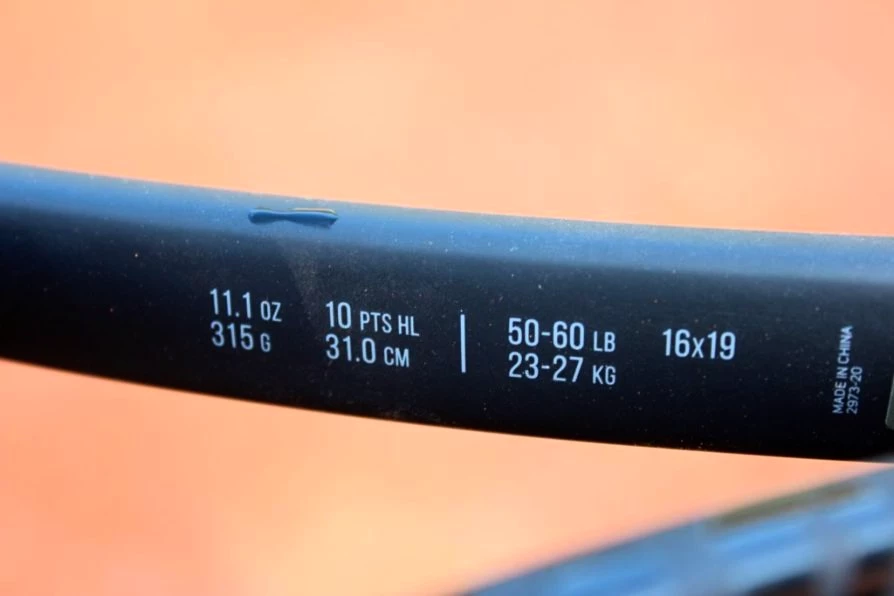 11.1 OZ
315 G
10 PTS HL
31.0 CM
50-60 LB
23-27 KG
16x19
MADE IN CHINA
2973-20